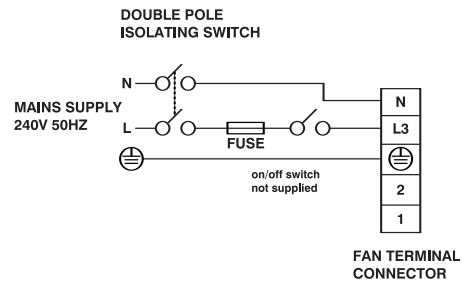 DOUBLE POLE
ISOLATING SWITCH
N
MAINS SUPPLY
240V 50HZ
L
FUSE
on/off switch
not supplied
N
L3
2
1
FAN TERMINAL
CONNECTOR